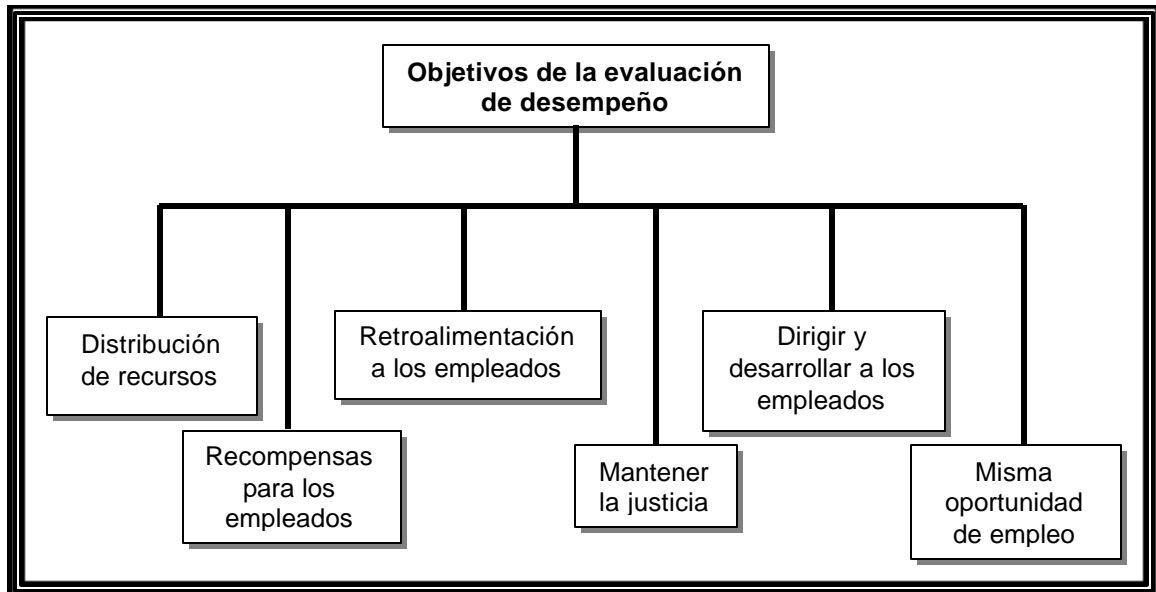 Objetivos de la evaluación
de desempeño
Distribución
de recursos
Recompensas
para los
empleados
Retroalimentación
a los empleados
Mantener
la justicia
Dirigir y
desarrollar a los
empleados
Misma
oportunidad
de empleo